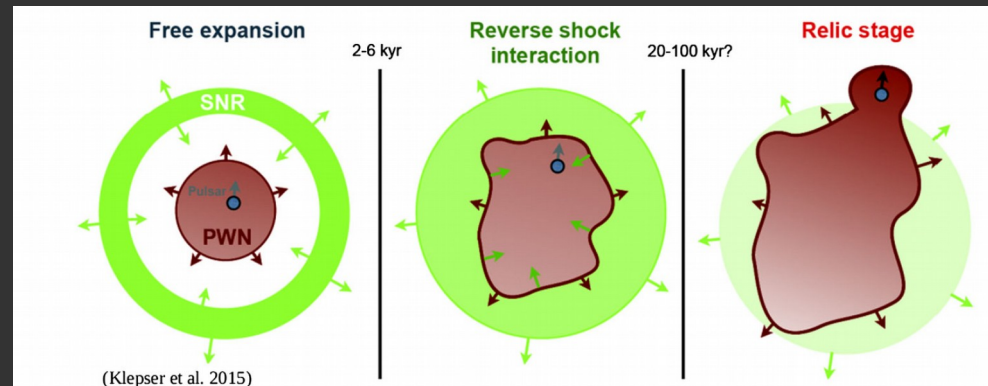 Free expansion
2-6 kyr
Reverse shock
interaction
20-100 kyr?
Relic stage
SNR
Pulsar
PWN
(Klepser et al. 2015)